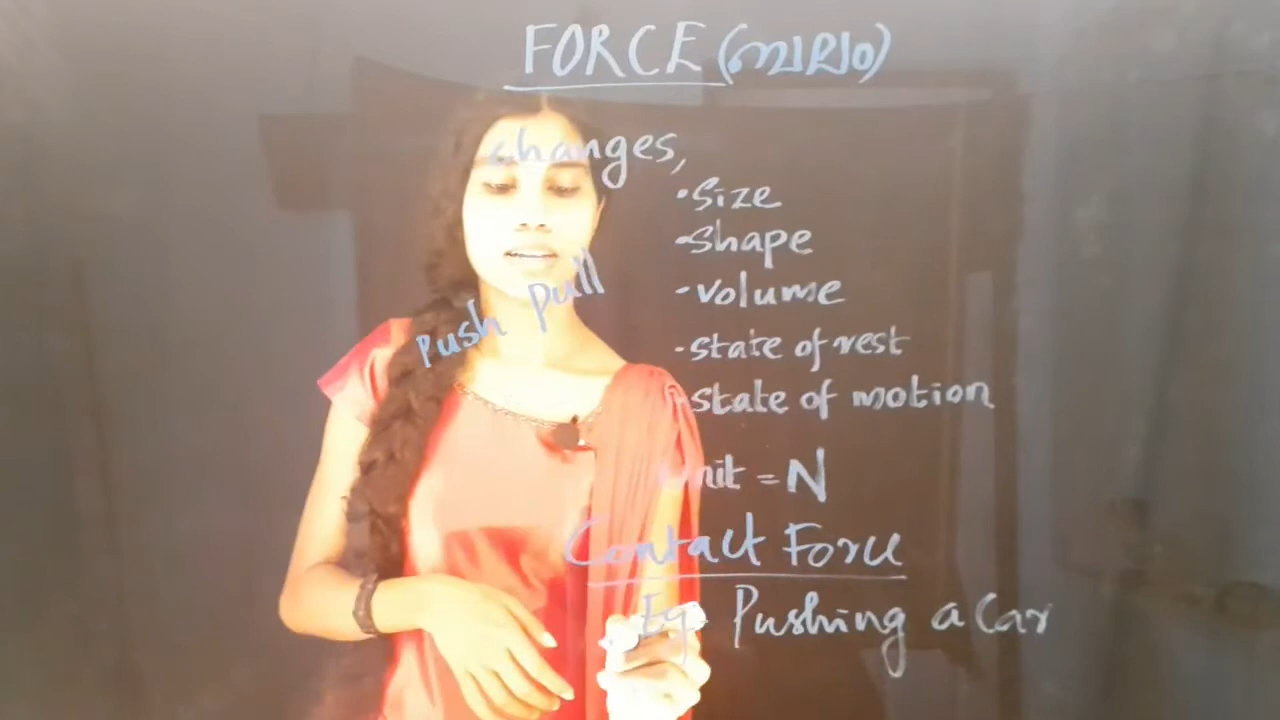 FORCE (ബലം)
changes,
• Size
• Shape
- volume
Push pull
- state of rest
- state of motion
Unit = N
Contact Force
Eg. Pushing a Car